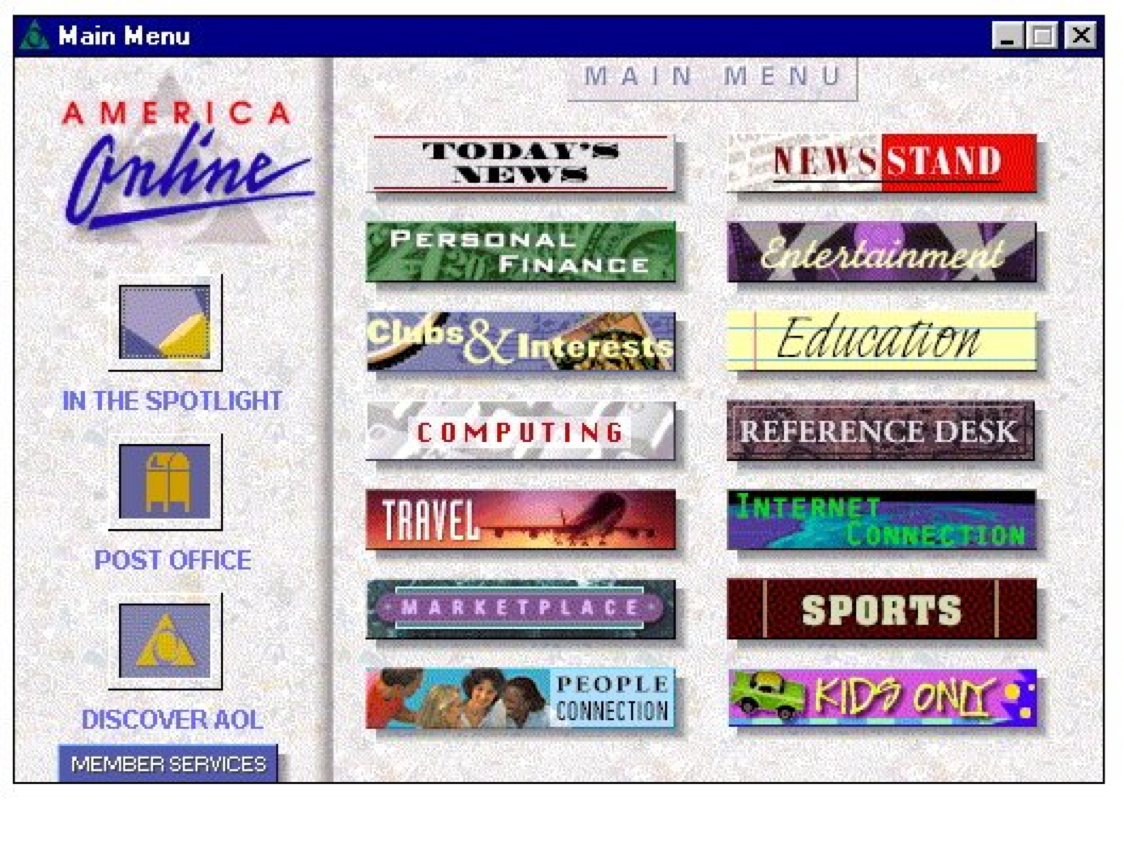 Main Menu
AMERICA
Online
IN THE SPOTLIGHT
POST OFFICE
DISCOVER AOL
MEMBER SERVICES
MAIN MENU
TODAY'S
NEWS
NEWSSTAND
PERSONAL
FINANCE
Entertainment
Clubs & Interests
Education
COMPUTING
REFERENCE DESK
TRAVEL
INTERNET
CONNECTION
MARKETPLACE
SPORTS
PEOPLE
CONNECTION
KIDS ONLY